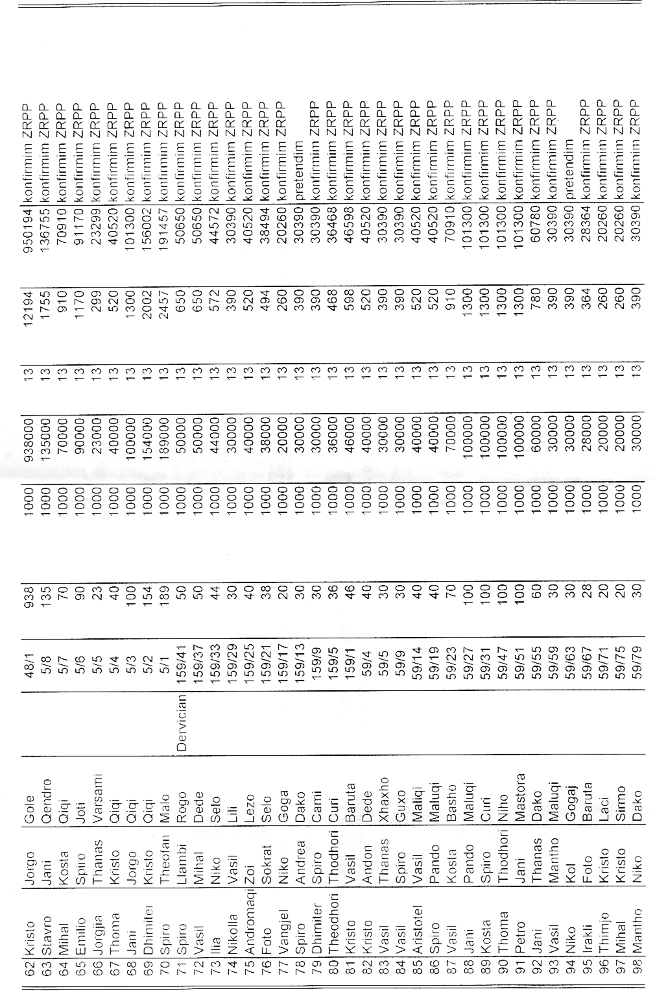 62 Kristo Jorgo Gole 48/1 938 1000 938000 13 12194 950194 konfirmim ZRPP
63 Stavro Jani Qendro 5/8 135 1000 135000 13 1755 136755 konfirmim ZRPP
64 Mihal Kosta Qiqi 5/7 70 1000 70000 13 910 70910 konfirmim ZRPP
65 Emilio Spiro Joti 5/6 90 1000 90000 13 1170 91170 konfirmim ZRPP
66 Jorgjia Thanas Varsami 5/5 23 1000 23000 13 299 23299 konfirmim ZRPP
67 Thoma Kristo Qiqi 5/4 40 1000 40000 13 520 40520 konfirmim ZRPP
68 Jani Jorgo Qiqi 5/3 100 1000 100000 13 1300 101300 konfirmim ZRPP
69 Dhimiter Kristo Qiqi 5/2 154 1000 154000 13 2002 156002 konfirmim ZRPP
70 Spiro Theofan Malo 5/1 189 1000 189000 13 2457 191457 konfirmim ZRPP
71 Spiro Llambi Rogo Dervician 159/41 50 1000 50000 13 650 50650 konfirmim ZRPP
72 Vasil Mihal Dede 159/37 50 1000 50000 13 650 50650 konfirmim ZRPP
73 Ilia Niko Selo 159/33 44 1000 44000 13 572 44572 konfirmim ZRPP
74 Nikolla Vasil Lili 159/29 30 1000 30000 13 390 30390 konfirmim ZRPP
75 Andromaqi Zoi Lezo 159/25 40 1000 40000 13 520 40520 konfirmim ZRPP
76 Foto Sokrat Selo 159/21 38 1000 38000 13 494 38494 konfirmim ZRPP
77 Vangjel Niko Goga 159/17 20 1000 20000 13 260 20260 konfirmim ZRPP
78 Spiro Andrea Dako 159/13 30 1000 30000 13 390 30390 pretendim
79 Dhimiter Spiro Cami 159/9 30 1000 30000 13 390 30390 konfirmim ZRPP
80 Theodhori Thodhori Curi 159/5 36 1000 36000 13 468 36468 konfirmim ZRPP
81 Kristo Vasil Baruta 159/1 46 1000 46000 13 598 46598 konfirmim ZRPP
82 Kristo Andon Dede 59/4 40 1000 40000 13 520 40520 konfirmim ZRPP
83 Vasil Thanas Xhaxho 59/5 30 1000 30000 13 390 30390 konfirmim ZRPP
84 Vasil Spiro Guxo 59/9 30 1000 30000 13 390 30390 konfirmim ZRPP
85 Aristotel Vasil Maliqi 59/14 40 1000 40000 13 520 40520 konfirmim ZRPP
86 Spiro Pando Maluqi 59/19 40 1000 40000 13 520 40520 konfirmim ZRPP
87 Vasil Kosta Basho 59/23 70 1000 70000 13 910 70910 konfirmim ZRPP
88 Jani Pando Maluqi 59/27 100 1000 100000 13 1300 101300 konfirmim ZRPP
89 Kosta Spiro Curi 59/31 100 1000 100000 13 1300 101300 konfirmim ZRPP
90 Thoma Thodhori Niho 59/47 100 1000 100000 13 1300 101300 konfirmim ZRPP
91 Petro Jani Mastora 59/51 100 1000 100000 13 1300 101300 konfirmim ZRPP
92 Jani Thanas Dako 59/55 60 1000 60000 13 780 60780 konfirmim ZRPP
93 Vasil Mantho Maluqi 59/59 30 1000 30000 13 390 30390 konfirmim ZRPP
94 Niko Kol Gogaj 59/63 30 1000 30000 13 390 30390 pretendim
95 Irakli Foto Baruta 59/67 28 1000 28000 13 364 28364 konfirmim ZRPP
96 Thimjo Kristo Laci 59/71 20 1000 20000 13 260 20260 konfirmim ZRPP
97 Mihal Kristo Sirmo 59/75 20 1000 20000 13 260 20260 konfirmim ZRPP
98 Mantho Niko Dako 59/79 30 1000 30000 13 390 30390 konfirmim ZRPP